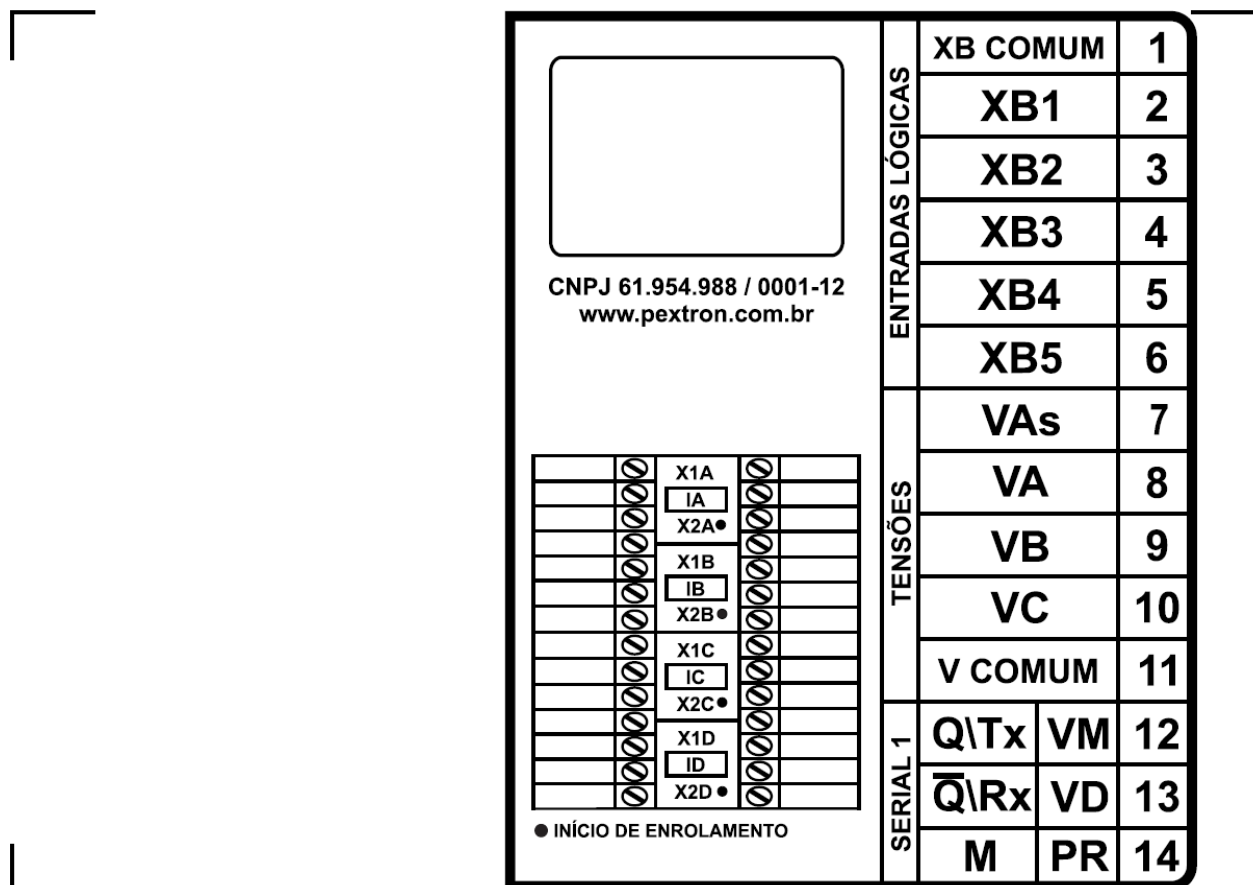 CNPJ 61.954.988 / 0001-12
www.pextron.com.br
X1A
IA
X2A●
X1B
IB
X2B●
X1C
IC
X2C●
X1D
ID
X2D●
● INÍCIO DE ENROLAMENTO
ENTRADAS LÓGICAS
XB COMUM 1
XB1 2
XB2 3
XB3 4
XB4 5
XB5 6
TENSÕES
VAs 7
VA 8
VB 9
VC 10
V COMUM 11
SERIAL 1
Q\Tx VM 12
Q̅\Rx VD 13
M PR 14